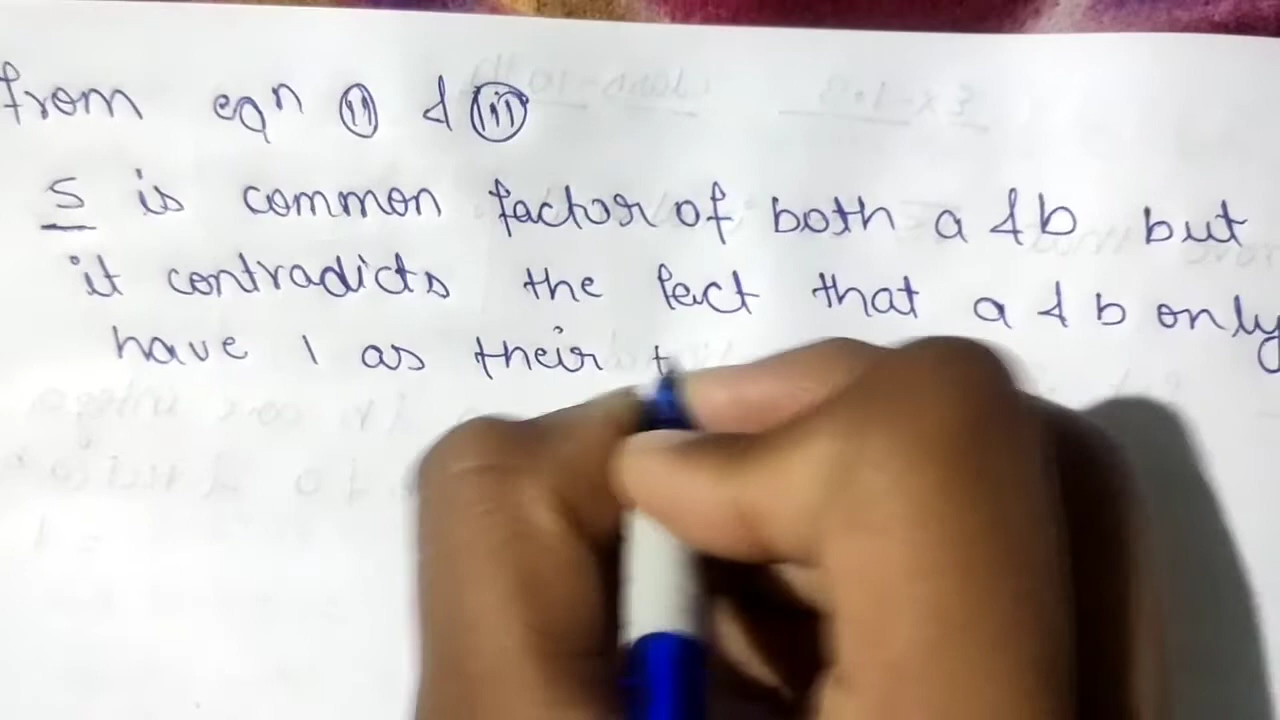 from eqn (ii) & (iii)
5 is common factor of both a & b but
it contradicts the fact that a & b only
have 1 as their